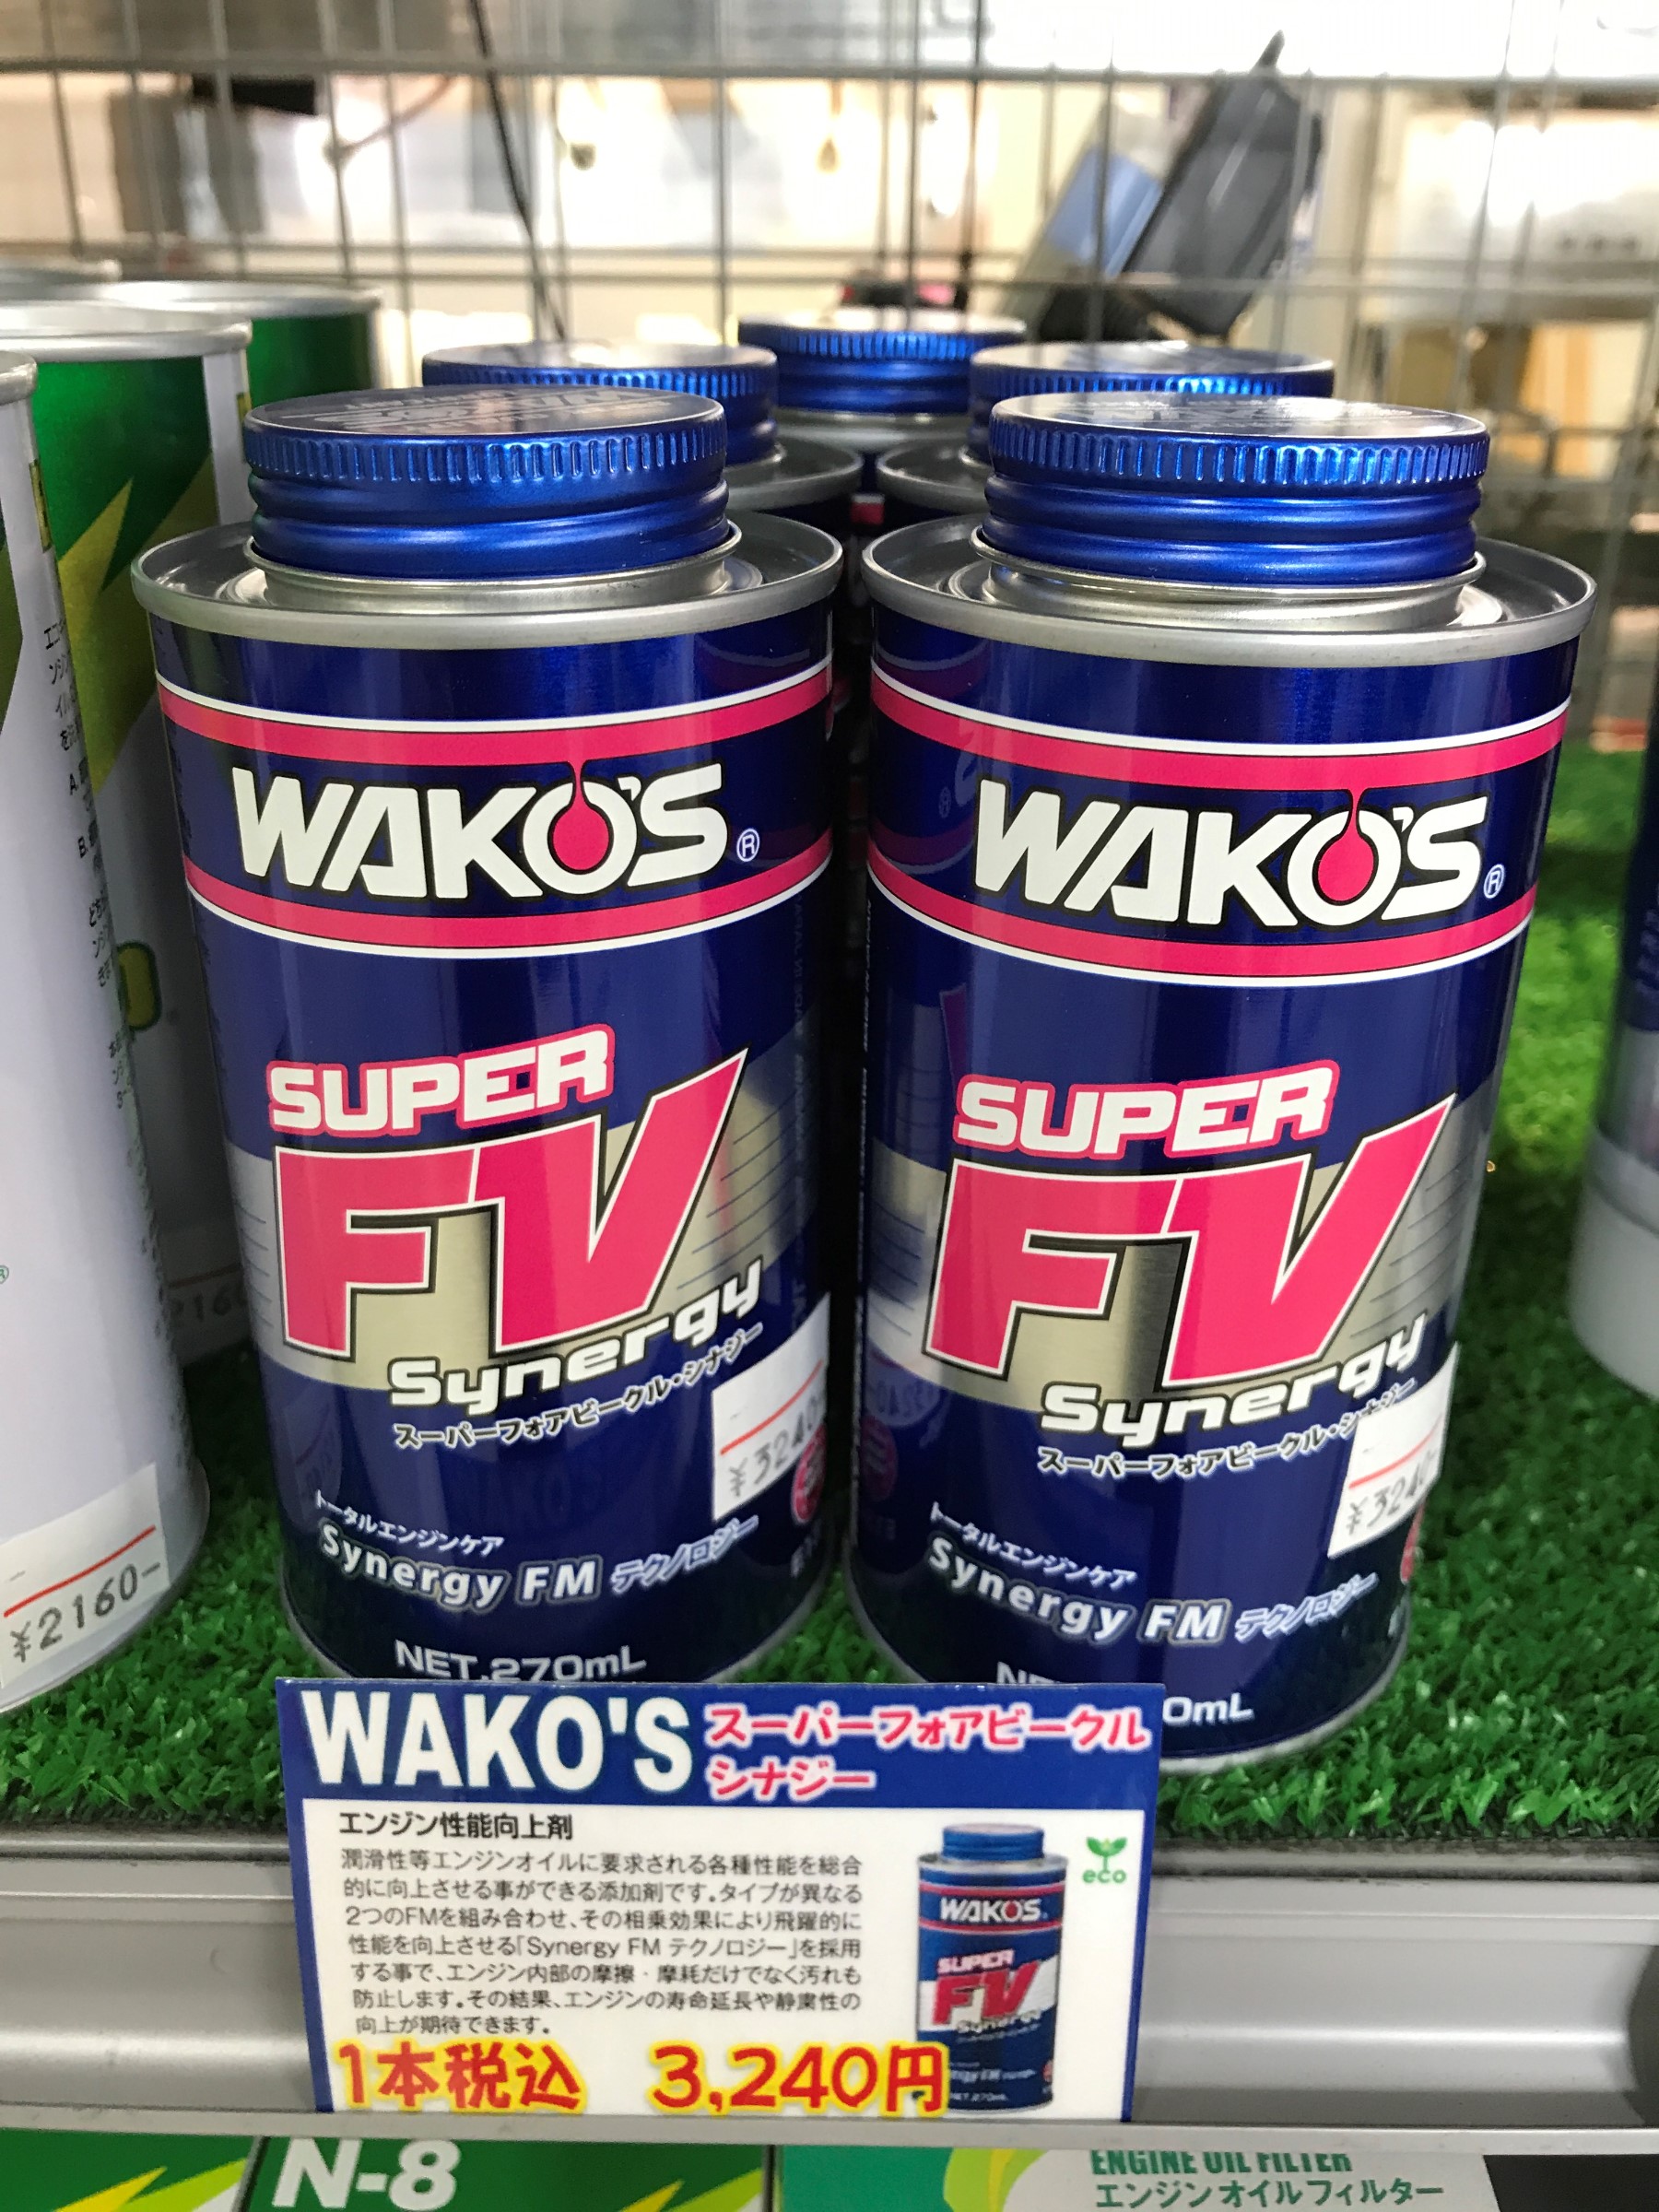 WAKO'S®
SUPER
FV
Synergy
スーパーフォアビークル・シナジー
¥3240-
トータルエンジンケア
Synergy FM テクノロジー
NET.270mL
WAKO'S®
SUPER
FV
Synergy
スーパーフォアビークル・シナジー
¥3240-
トータルエンジンケア
Synergy FM テクノロジー
¥2160-
WAKO'S スーパーフォアビークル
シナジー
エンジン性能向上剤
潤滑性等エンジンオイルに要求される各種性能を総合
的に向上させる事ができる添加剤です。タイプが異なる
2つのFMを組み合わせ、その相乗効果により飛躍的に
性能を向上させる「Synergy FM テクノロジー」を採用
する事で、エンジン内部の摩擦・摩耗だけでなく汚れも
防止します。その結果、エンジンの寿命延長や静粛性の
向上が期待できます。
eco
WAKO'S
SUPER
FV
Synergy
1本税込 3,240円
N-8
ENGINE OIL FILTER
エンジンオイルフィルター